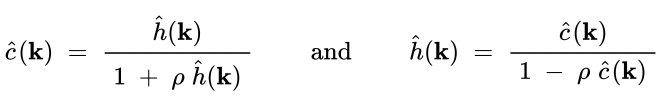 ĉ(𝐤) = ĥ(𝐤) / (1 + ρ ĥ(𝐤)) and ĥ(𝐤) = ĉ(𝐤) / (1 − ρ ĉ(𝐤))